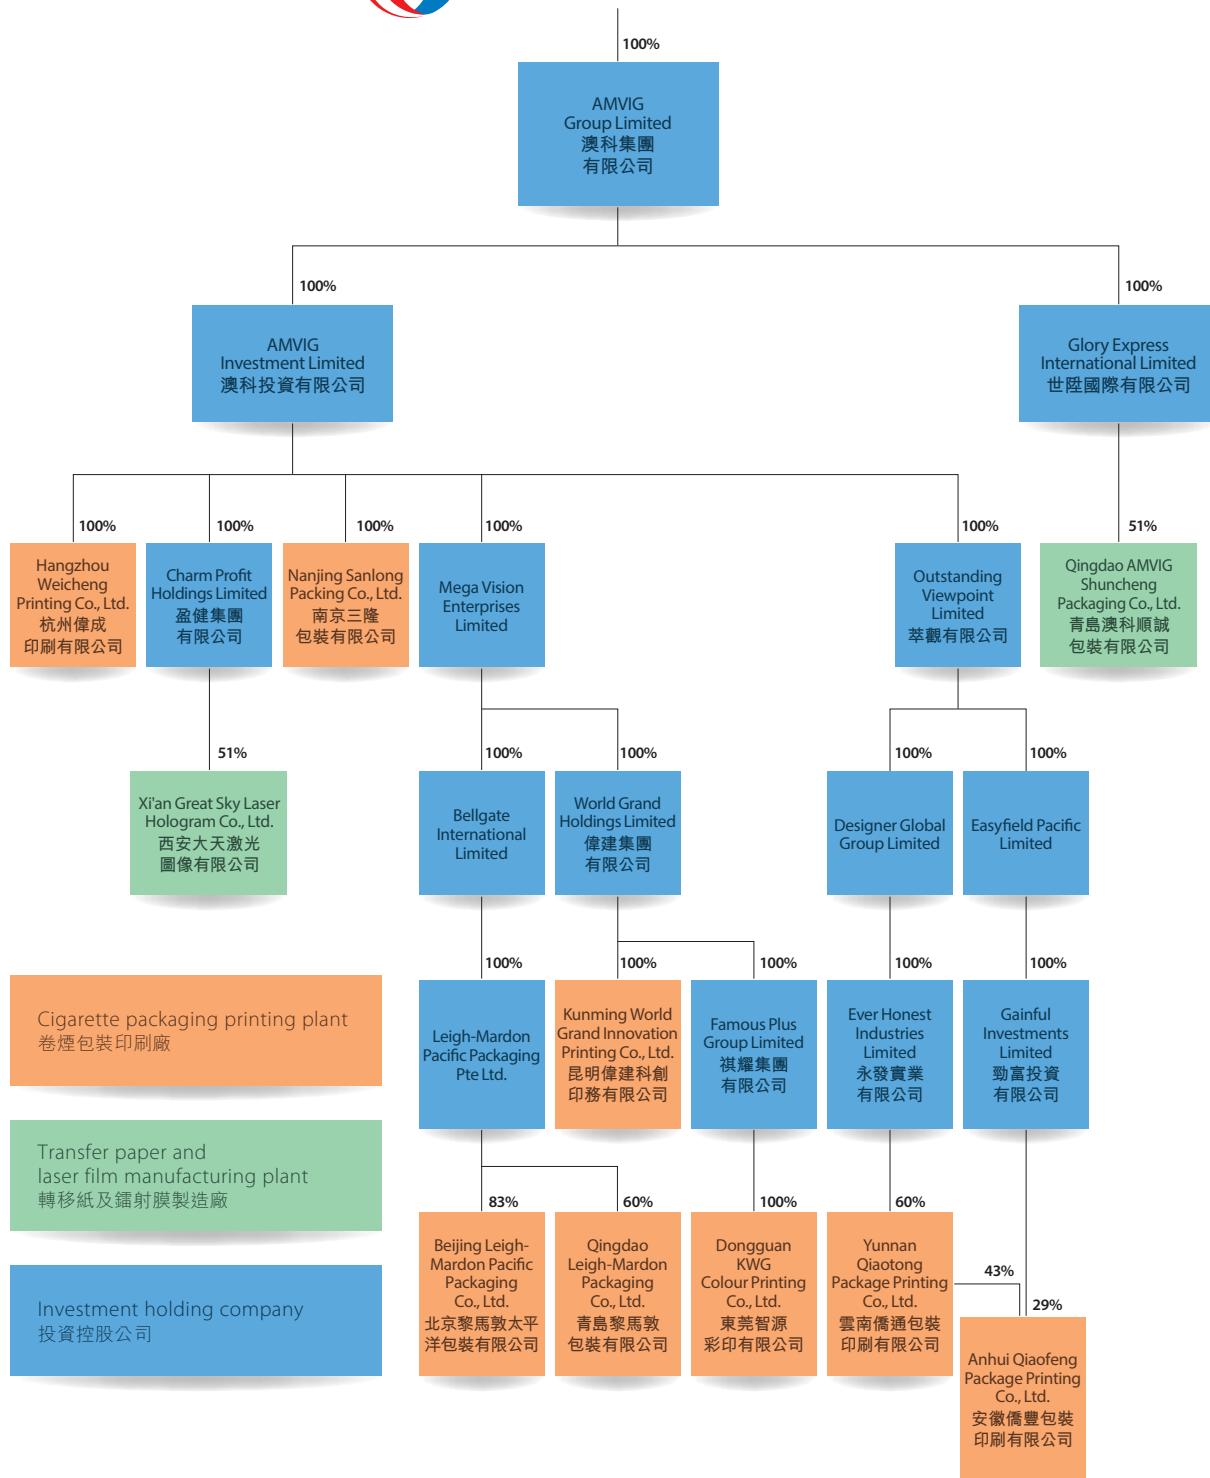 100%
AMVIG
Group Limited
澳科集團
有限公司
100%
100%
AMVIG
Investment Limited
澳科投資有限公司
Glory Express
International Limited
世陞國際有限公司
100%
100%
100%
100%
100%
51%
Hangzhou
Weicheng
Printing Co., Ltd.
杭州偉成
印刷有限公司
Charm Profit
Holdings Limited
盈健集團
有限公司
Nanjing Sanlong
Packing Co., Ltd.
南京三隆
包裝有限公司
Mega Vision
Enterprises
Limited
Outstanding
Viewpoint
Limited
萃觀有限公司
Qingdao AMVIG
Shuncheng
Packaging Co., Ltd.
青島澳科順誠
包裝有限公司
51%
100%
100%
100%
100%
Xi'an Great Sky Laser
Hologram Co., Ltd.
西安大天激光
圖像有限公司
Bellgate
International
Limited
World Grand
Holdings Limited
偉建集團
有限公司
Designer Global
Group Limited
Easyfield Pacific
Limited
100%
100%
100%
100%
100%
Cigarette packaging printing plant
卷煙包裝印刷廠
Leigh-Mardon
Pacific Packaging
Pte Ltd.
Kunming World
Grand Innovation
Printing Co., Ltd.
昆明偉建科創
印務有限公司
Famous Plus
Group Limited
祺耀集團
有限公司
Ever Honest
Industries
Limited
永發實業
有限公司
Gainful
Investments
Limited
勁富投資
有限公司
Transfer paper and
laser film manufacturing plant
轉移紙及鐳射膜製造廠
83%
60%
100%
60%
Beijing Leigh-
Mardon Pacific
Packaging
Co., Ltd.
北京黎馬敦太平
洋包裝有限公司
Qingdao
Leigh-Mardon
Packaging
Co., Ltd.
青島黎馬敦
包裝有限公司
Dongguan
KWG
Colour Printing
Co., Ltd.
東莞智源
彩印有限公司
Yunnan
Qiaotong
Package Printing
Co., Ltd.
雲南僑通包裝
印刷有限公司
43%
29%
Investment holding company
投資控股公司
Anhui Qiaofeng
Package Printing
Co., Ltd.
安徽僑豐包裝
印刷有限公司